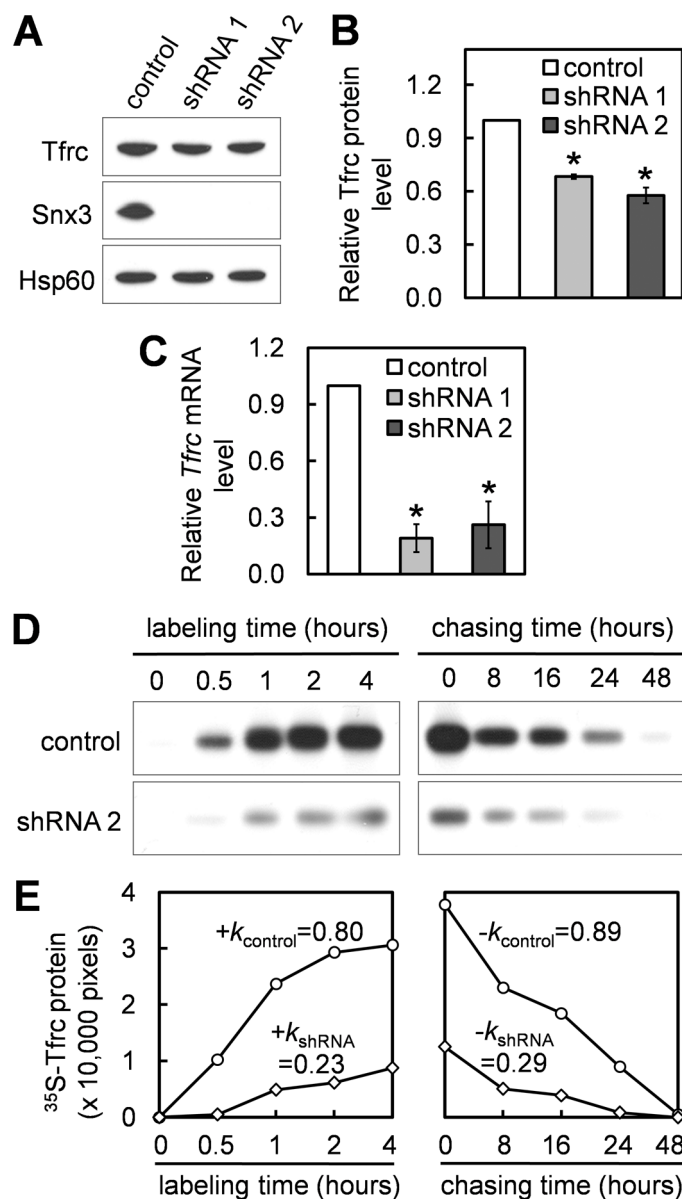 A
control
shRNA 1
shRNA 2
Tfrc
Snx3
Hsp60
B
Relative Tfrc protein
level
1.2
0.9
0.6
0.3
0.0
control
shRNA 1
shRNA 2
*
*
C
Relative Tfrc mRNA
level
1.2
0.9
0.6
0.3
0.0
control
shRNA 1
shRNA 2
*
*
D
labeling time (hours)
0 0.5 1 2 4
chasing time (hours)
0 8 16 24 48
control
shRNA 2
E
³⁵S-Tfrc protein
(x 10,000 pixels)
4
3
2
1
0
+kcontrol=0.80
+kshRNA
=0.23
0 0.5 1 2 4
labeling time (hours)
-kcontrol=0.89
-kshRNA
=0.29
0 8 16 24 48
chasing time (hours)